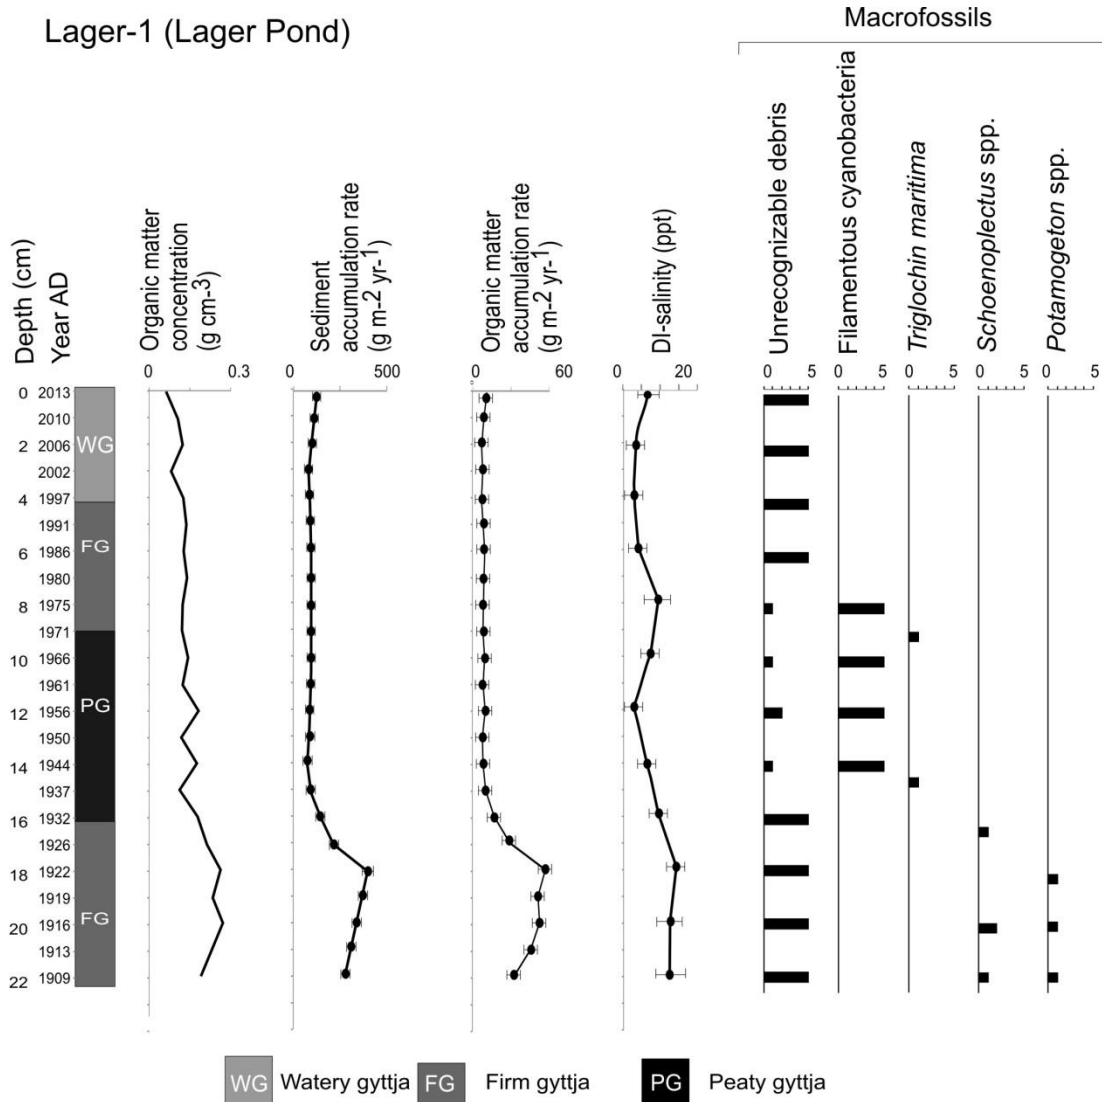 Lager-1 (Lager Pond)
Macrofossils
Depth (cm)
Year AD
Organic matter
concentration
(g cm-3)
Sediment
accumulation rate
(g m-2 yr-1)
Organic matter
accumulation rate
(g m-2 yr-1)
DI-salinity (ppt)
Unrecognizable debris
Filamentous cyanobacteria
Triglochin maritima
Schoenoplectus spp.
Potamogeton spp.
0 0.3 0 500 0 60 0 20 0 5 0 5 0 5 0 5 0 5
0 2013
2010
WG
2 2006
2002
4 1997
1991
FG
6 1986
1980
8 1975
1971
10 1966
1961
PG
12 1956
1950
14 1944
1937
16 1932
1926
18 1922
1919
FG
20 1916
1913
22 1909
WG Watery gyttja FG Firm gyttja PG Peaty gyttja